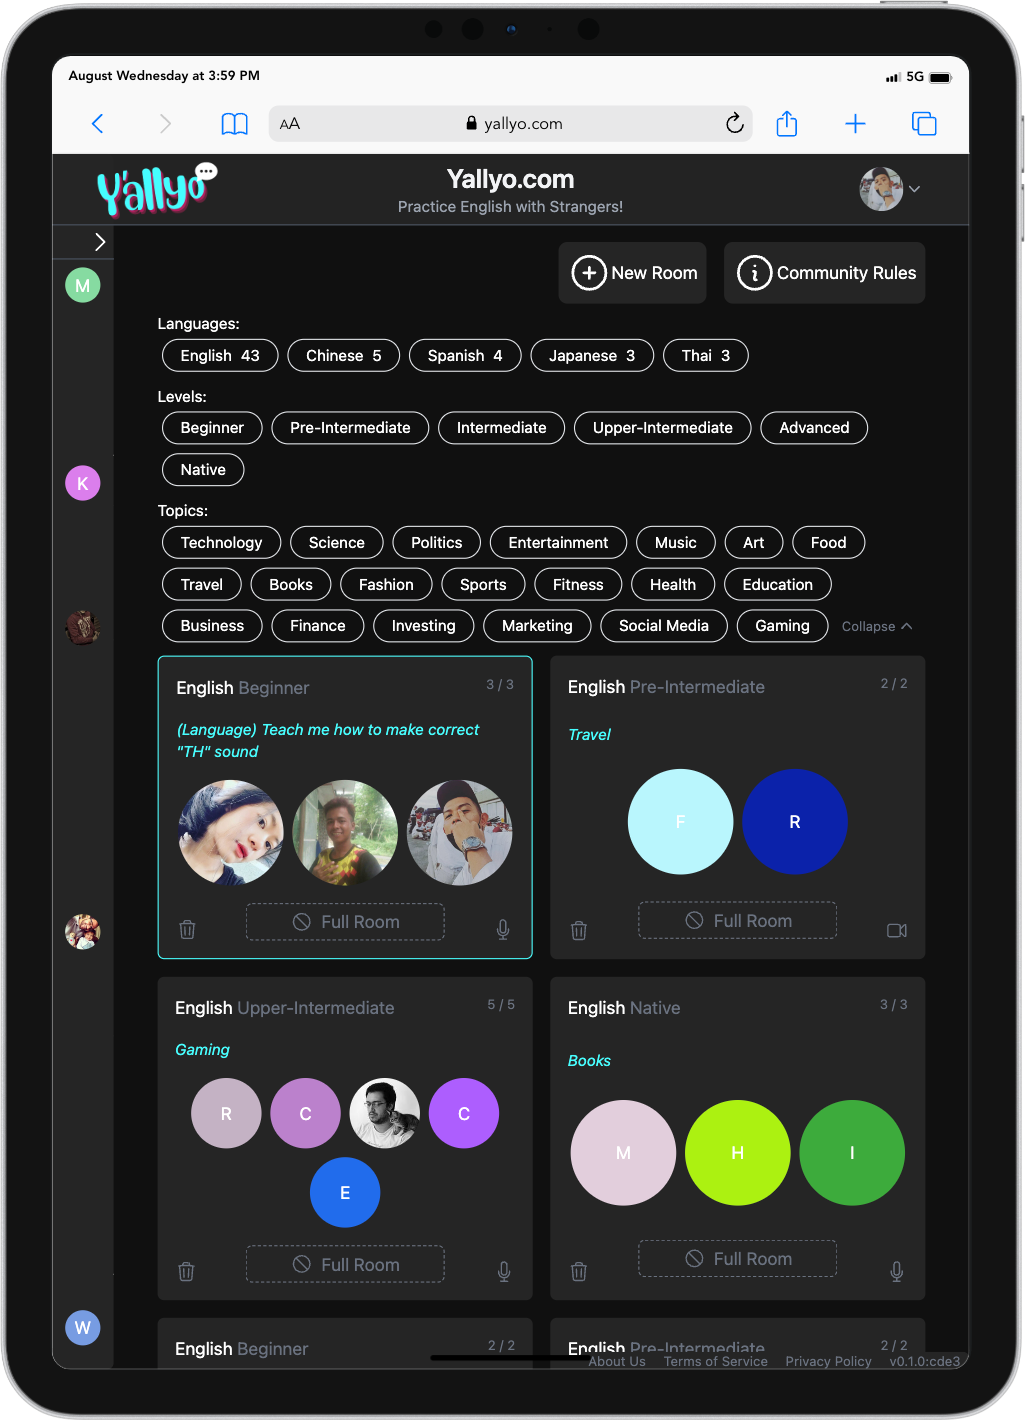 August Wednesday at 3:59 PM
5G
AA
yallyo.com
Y'allyo
Yallyo.com
Practice English with Strangers!
M
K
W
New Room
Community Rules
Languages:
English 43
Chinese 5
Spanish 4
Japanese 3
Thai 3
Levels:
Beginner
Pre-Intermediate
Intermediate
Upper-Intermediate
Advanced
Native
Topics:
Technology
Science
Politics
Entertainment
Music
Art
Food
Travel
Books
Fashion
Sports
Fitness
Health
Education
Business
Finance
Investing
Marketing
Social Media
Gaming
Collapse
English Beginner
3 / 3
(Language) Teach me how to make correct
"TH" sound
Full Room
English Pre-Intermediate
2 / 2
Travel
F
R
Full Room
English Upper-Intermediate
5 / 5
Gaming
R
C
C
E
Full Room
English Native
3 / 3
Books
M
H
I
Full Room
English Beginner
2 / 2
English Pre-Intermediate
2 / 2
About Us
Terms of Service
Privacy Policy
v0.1.0:cde3